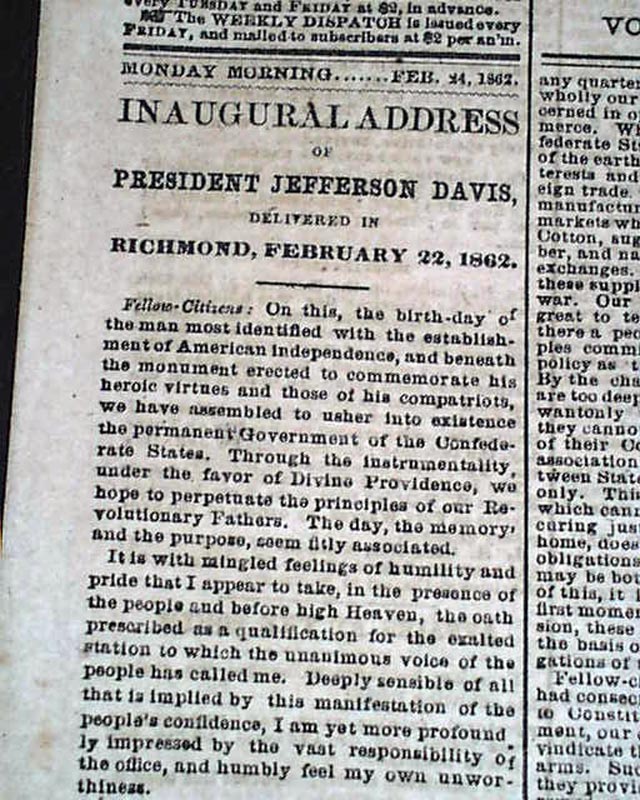 every TUESDAY and FRIDAY at $2, in advance.
The WEEKLY DISPATCH is issued every
FRIDAY, and mailed to subscribers at $2 per an'm.
MONDAY MORNING.......FEB. 24, 1862.
INAUGURAL ADDRESS
OF
PRESIDENT JEFFERSON DAVIS,
DELIVERED IN
RICHMOND, FEBRUARY 22, 1862.
Fellow-Citizens: On this, the birth-day of
the man most identified with the establish-
ment of American independence, and beneath
the monument erected to commemorate his
heroic virtues and those of his compatriots,
we have assembled to usher into existence
the permanent Government of the Confede-
rate States. Through the instrumentality,
under the favor of Divine Providence, we
hope to perpetuate the principles of our Re-
volutionary Fathers. The day, the memory,
and the purpose, seem fitly associated.
It is with mingled feelings of humility and
pride that I appear to take, in the presence of
the people and before high Heaven, the oath
prescribed as a qualification for the exalted
station to which the unanimous voice of the
people has called me. Deeply sensible of all
that is implied by this manifestation of the
people's confidence, I am yet more profound
ly impressed by the vast responsibility of
the office, and humbly feel my own unwor-
thiness.
VO
any quarter
wholly our
cerned in
merce.
federate
of the earth
terests and
eign trade.
manufactur
markets
Cotton, sug
ber, and na
exchanges.
these suppl
war. Our
great to te
there a peo
ples comm
policy as
By the cha
are too deep
wantonly
they canno
of their Co
association
tween State
only. This
which cann
curing jus
home, does
obligations
may be bo
of this, it
first mome
sion, these
the basis o
gations of
Fellow-c
had consec
to Constit
ment, our
vindicate t
arms.
they provi